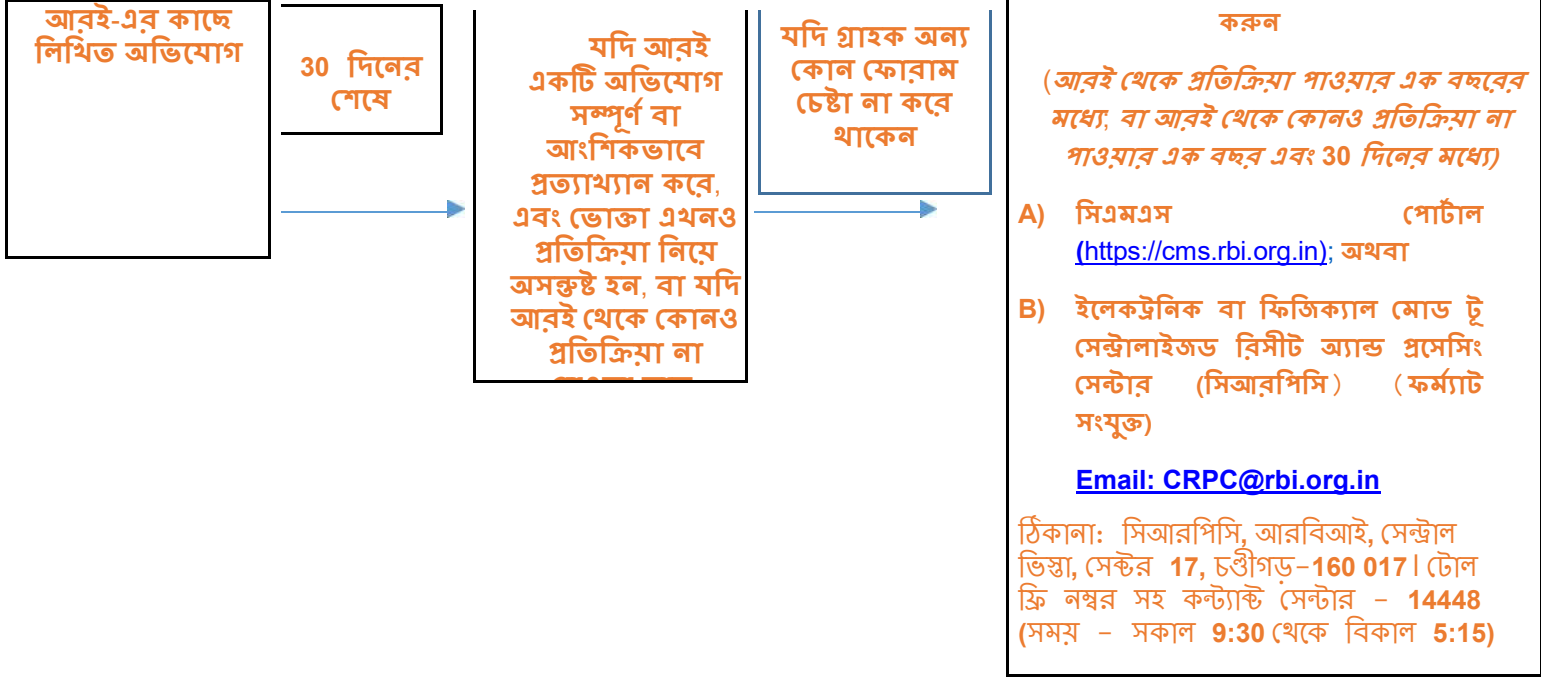 আরই-এর কাছে
লিখিত অভিযোগ
30 দিনের
শেষে
যদি আরই
একটি অভিযোগ
সম্পূর্ণ বা
আংশিকভাবে
প্রত্যাখ্যান করে,
এবং ভোক্তা এখনও
প্রতিক্রিয়া নিয়ে
অসন্তুষ্ট হন, বা যদি
আরই থেকে কোনও
প্রতিক্রিয়া না
যদি গ্রাহক অন্য
কোন ফোরাম
চেষ্টা না করে
থাকেন
করুন
(আরই থেকে প্রতিক্রিয়া পাওয়ার এক বছরের
মধ্যে, বা আরই থেকে কোনও প্রতিক্রিয়া না
পাওয়ার এক বছর এবং 30 দিনের মধ্যে)
A) সিএমএস পোর্টাল
(https://cms.rbi.org.in); অথবা
B) ইলেকট্রনিক বা ফিজিক্যাল মোড টু
সেন্ট্রালাইজড রিসীট অ্যান্ড প্রসেসিং
সেন্টার (সিআরপিসি) (ফর্ম্যাট
সংযুক্ত)
Email: CRPC@rbi.org.in
ঠিকানা: সিআরপিসি, আরবিআই, সেন্ট্রাল
ভিস্তা, সেক্টর 17, চণ্ডীগড়-160 017। টোল
ফ্রি নম্বর সহ কন্ট্যাক্ট সেন্টার – 14448
(সময় – সকাল 9:30 থেকে বিকাল 5:15)